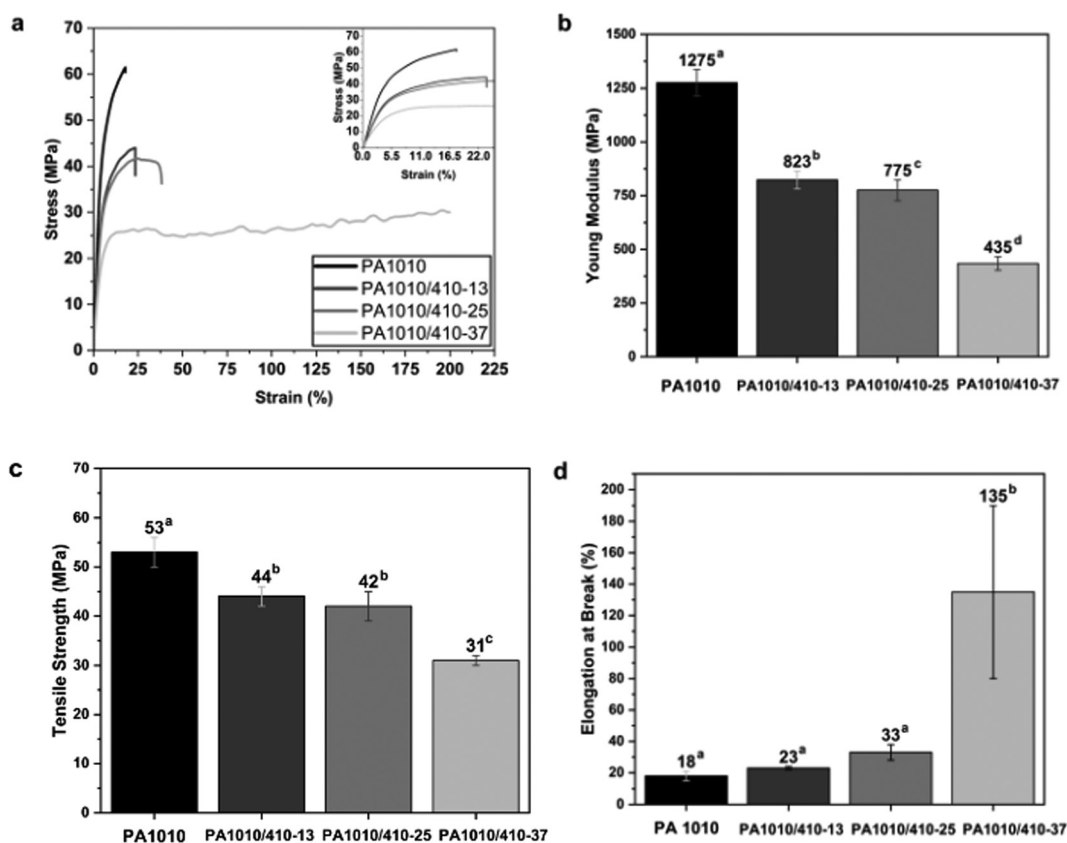 a
70
60
50
40
30
20
10
0
Stress (MPa)
0 25 50 75 100 125 150 175 200 225
Strain (%)
70
60
50
40
30
20
10
0
Stress (MPa)
0.0 5.5 11.0 16.5 22.0
Strain (%)
PA1010
PA1010/410-13
PA1010/410-25
PA1010/410-37
b
1500
1250
1000
750
500
250
0
Young Modulus (MPa)
1275a
823b
775c
435d
PA1010 PA1010/410-13 PA1010/410-25 PA1010/410-37
c
70
60
50
40
30
20
10
0
Tensile Strength (MPa)
53a
44b
42b
31c
PA1010 PA1010/410-13 PA1010/410-25 PA1010/410-37
d
200
180
160
140
120
100
80
60
40
20
0
Elongation at Break (%)
18a
23a
33a
135b
PA 1010 PA1010/410-13 PA1010/410-25 PA1010/410-37